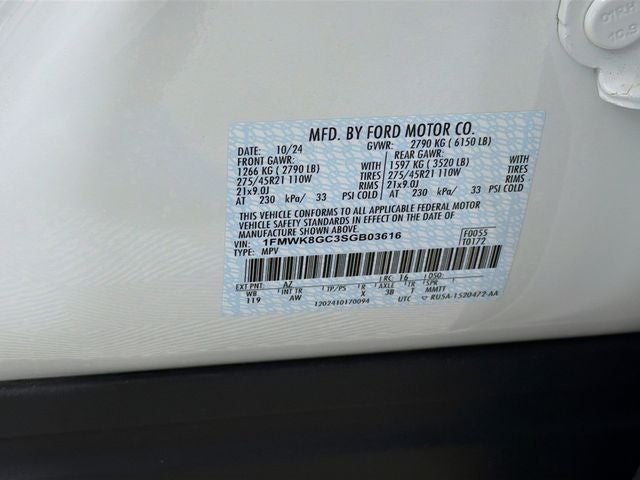 MFD. BY FORD MOTOR CO.
DATE: 10/24 GVWR: 2790 KG ( 6150 LB)
FRONT GAWR: REAR GAWR:
1266 KG ( 2790 LB) 1597 KG ( 3520 LB)
275/45R21 110W TIRES 275/45R21 110W TIRES
21x9.0J RIMS 21x9.0J RIMS
AT 230 kPa/ 33 PSI COLD AT 230 kPa/ 33 PSI COLD
THIS VEHICLE CONFORMS TO ALL APPLICABLE FEDERAL MOTOR
VEHICLE SAFETY STANDARDS IN EFFECT ON THE DATE OF
MANUFACTURE SHOWN ABOVE.
VIN: 1FMWK8GC3SGB03616 F0055
TYPE: MPV T0172
EXT PNT: AZ RC: 16 DSO:
WB INT TR TP/PS R AXLE TR SPR
119 AW X 3B T MMTT
1202410170094 UTC RU5A-1520472-AA